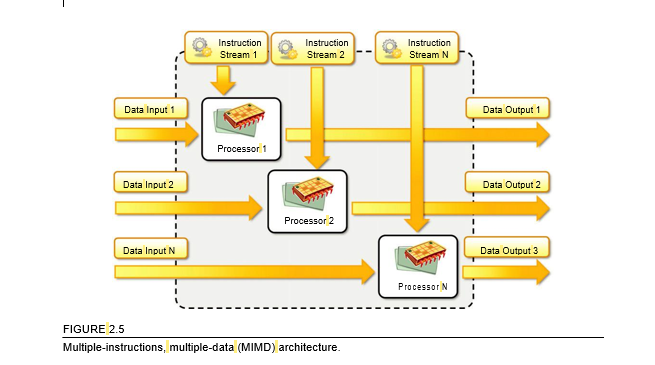 Instruction
Stream 1
Instruction
Stream 2
Instruction
Stream N
Data Input 1
Data Output 1
Processor 1
Data Input 2
Data Output 2
Processor 2
Data Input N
Data Output 3
Processor N
FIGURE 2.5
Multiple-instructions, multiple-data (MIMD) architecture.